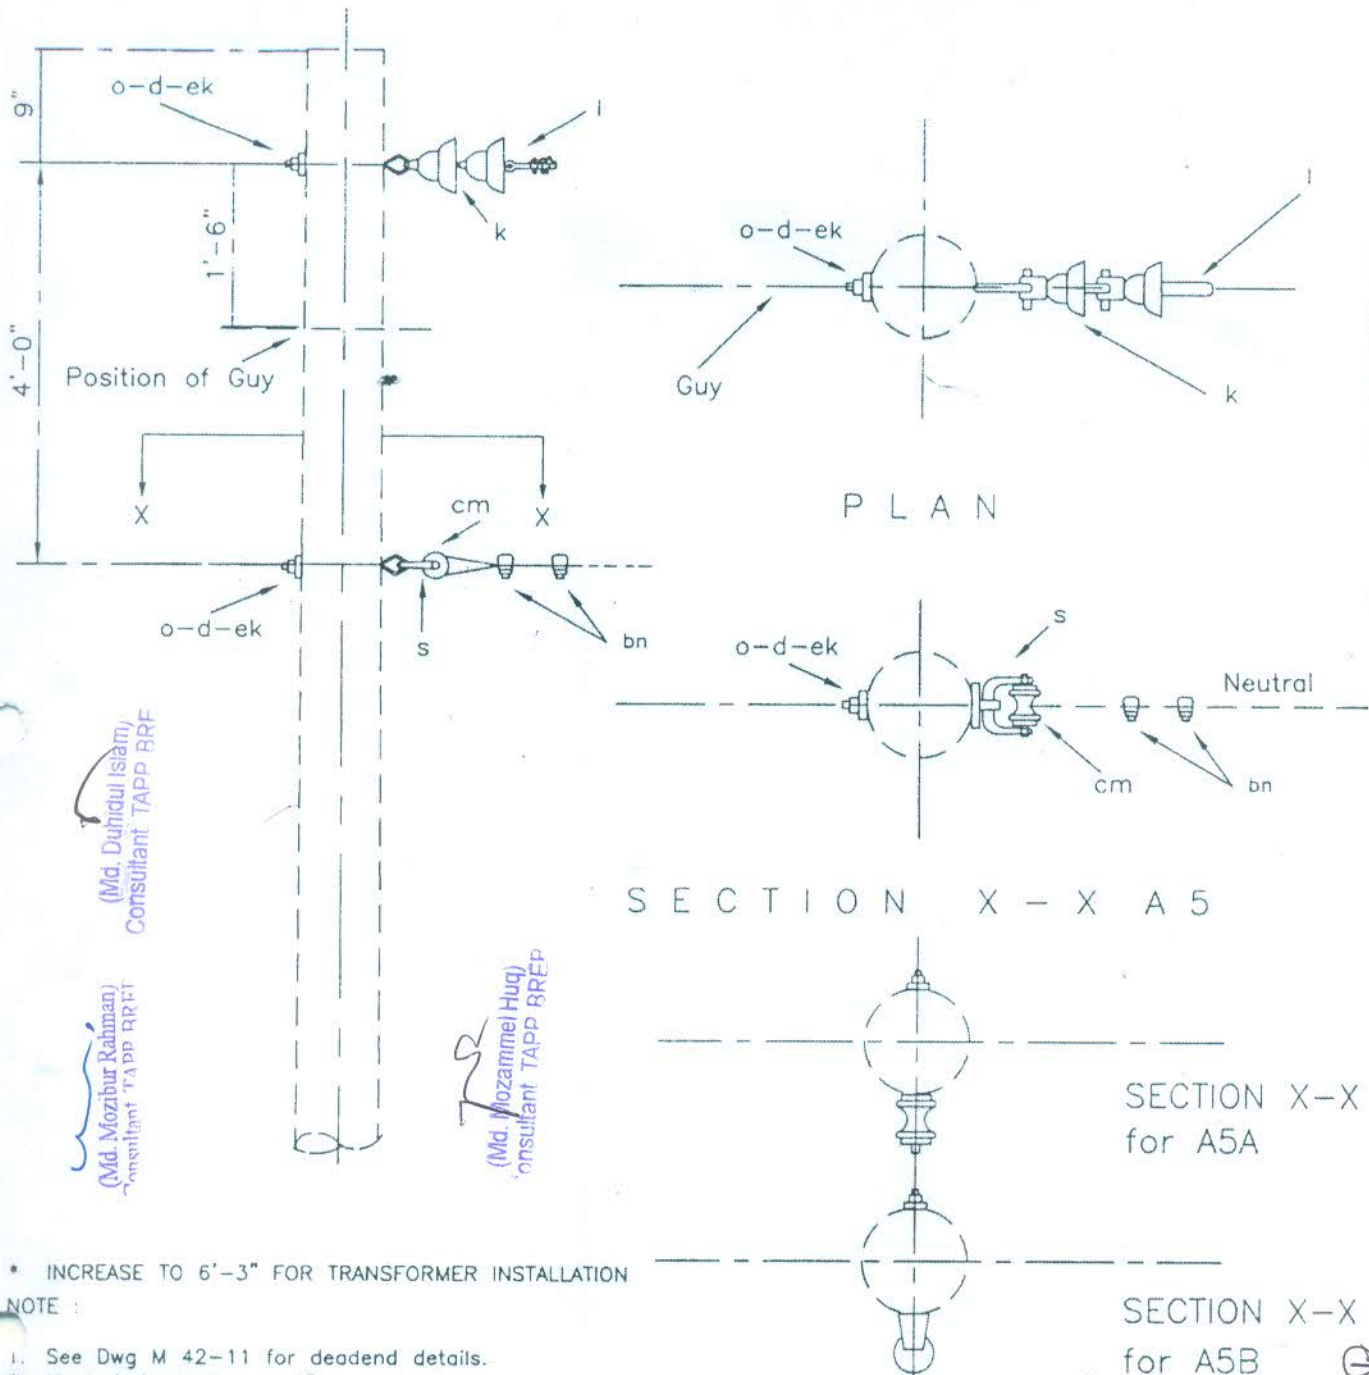 9"
o-d-ek
l
k
1'-6"
4'-0"
Position of Guy
X
X
cm
o-d-ek
s
bn
o-d-ek
Guy
k
PLAN
s
o-d-ek
Neutral
cm
bn
SECTION X-X A5
(Md. Duhidul Islam)
Consultant TAPP BRE
(Md. Mozibur Rahman)
(Md. Mozammel Huq)
onsultant TAPP BREP
SECTION X-X
for A5A
SECTION X-X
for A5B
* INCREASE TO 6'-3" FOR TRANSFORMER INSTALLATION
NOTE :
1. See Dwg M 42-11 for deadend details.